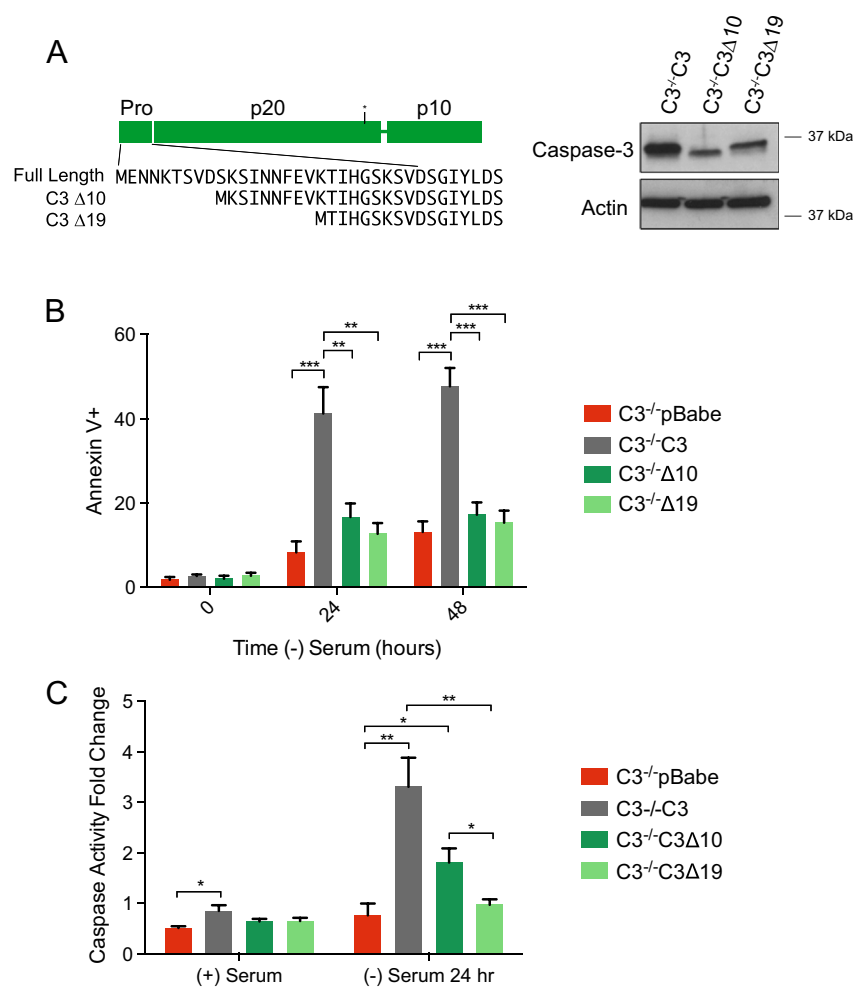 A
Pro p20 * p10
Full Length MENNKTSVDSKSINNFEVKTIHGSKSVDSGIYLDS
C3 Δ10 MKSINNFEVKTIHGSKSVDSGIYLDS
C3 Δ19 MTIHGSKSVDSGIYLDS
C3-/-C3 C3-/-C3Δ10 C3-/-C3Δ19
Caspase-3 37 kDa
Actin 37 kDa
B
Annexin V+
60
40
20
0
*** ** **
*** *** ***
0 24 48
Time (-) Serum (hours)
C3-/-pBabe
C3-/-C3
C3-/-Δ10
C3-/-Δ19
C
Caspase Activity Fold Change
5
4
3
2
1
0
*
** * ** *
(+) Serum (-) Serum 24 hr
C3-/-pBabe
C3-/-C3
C3-/-C3Δ10
C3-/-C3Δ19